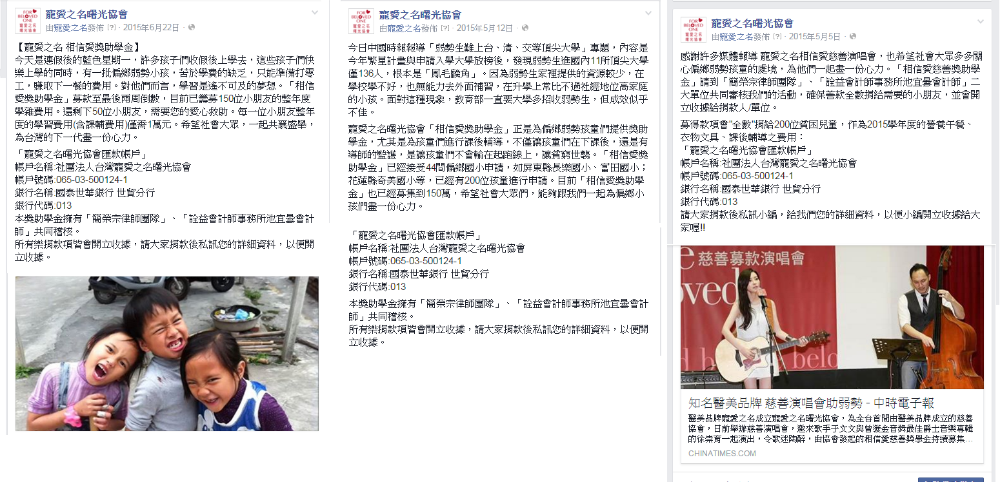 FOR BELOVED ONE
寵愛之名
曙光協會
寵愛之名曙光協會
由寵愛之名發佈 [?] · 2015年6月22日 ·
【寵愛之名 相信愛獎助學金】
今天是連假後的藍色星期一，許多孩子們收假後上學去，這些孩子們快
樂上學的同時，有一批偏鄉弱勢小孩，苦於學費的缺乏，只能準備打零
工，賺取下一餐的費用。對他們而言，學習是遙不可及的夢想。「相信
愛獎助學金」募款至最後兩周倒數，目前已籌募150位小朋友的整年度
學雜費用。還剩下50位小朋友，需要您的愛心救助。每一位小朋友整年
度的學習費用(含課輔費用)僅需1萬元。希望社會大眾，一起共襄盛舉，
為台灣的下一代盡一份心力。
「寵愛之名曙光協會匯款帳戶」
帳戶名稱:社團法人台灣寵愛之名曙光協會
帳戶號碼:065-03-500124-1
銀行名稱:國泰世華銀行 世貿分行
銀行代碼:013
本獎助學金擁有「簡榮宗律師團隊」、「詮益會計師事務所池宜曇會計
師」共同稽核。
所有樂捐款項皆會開立收據，請大家捐款後私訊您的詳細資料，以便開
立收據。
FOR BELOVED ONE
寵愛之名
曙光協會
寵愛之名曙光協會
由寵愛之名發佈 [?] · 2015年5月12日 ·
今日中國時報報導「弱勢生難上台、清、交等頂尖大學」專題，內容是
今年繁星計畫與申請入學大學放榜後，發現弱勢生進國內11所頂尖大學
僅136人，根本是「鳳毛麟角」。因為弱勢生家裡提供的資源較少，在
學校學不好，也無能力去外面補習，在升學上常比不過社經地位高家庭
的小孩。面對這種現象，教育部一直要大學多招收弱勢生，但成效似乎
不佳。
寵愛之名曙光協會「相信愛獎助學金」正是為偏鄉弱勢孩童們提供獎助
學金，尤其是為孩童們進行課後輔導，不僅讓孩童們在下課後，還是有
導師的監護，是讓孩童們不會輸在起跑線上，讓貧窮世襲。「相信愛獎
助學金」已經接受44間偏鄉國小申請，如屏東縣長樂國小、富田國小；
花蓮縣奇美國小等，已經有200位孩童進行申請。目前「相信愛獎助學
金」也已經募集到150萬，希望社會大眾們，能夠跟我們一起為偏鄉小
孩們盡一份心力。
「寵愛之名曙光協會匯款帳戶」
帳戶名稱:社團法人台灣寵愛之名曙光協會
帳戶號碼:065-03-500124-1
銀行名稱:國泰世華銀行 世貿分行
銀行代碼:013
本獎助學金擁有「簡榮宗律師團隊」、「詮益會計師事務所池宜曇會計
師」共同稽核。
所有樂捐款項皆會開立收據，請大家捐款後私訊您的詳細資料，以便開
立收據。
FOR BELOVED ONE
寵愛之名
曙光協會
寵愛之名曙光協會
由寵愛之名發佈 [?] · 2015年5月5日 ·
感謝許多媒體報導 寵愛之名相信愛慈善演唱會，也希望社會大眾多多關
心偏鄉弱勢孩童的處境，為他們一起盡一份心力。「相信愛慈善獎助學
金」請到「簡榮宗律師團隊」、「詮益會計師事務所池宜曇會計師」二
大單位共同審核我們的活動，確保善款全數捐給需要的小朋友，並會開
立收據給捐款人/單位。
募得款項會"全數"捐給200位貧困兒童，作為2015學年度的營養午餐、
衣物文具、課後輔導之費用：
「寵愛之名曙光協會匯款帳戶」
帳戶名稱:社團法人台灣寵愛之名曙光協會
帳戶號碼:065-03-500124-1
銀行名稱:國泰世華銀行 世貿分行
銀行代碼:013
請大家捐款後私訊小編，給我們您的詳細資料，以便小編開立收據給大
家喔!!
e 慈善募款演唱會
oved
d be belo
知名醫美品牌 慈善演唱會助弱勢 - 中時電子報
醫美品牌寵愛之名成立寵愛之名曙光協會，為全台首間由醫美品牌成立的慈善
協會，日前舉辦慈善演唱會，邀來歌手于文文與曾獲金音獎最佳爵士音樂專輯
的徐崇育一起演出，令歌迷陶醉，由協會發起的相信愛慈善獎學金持續募集...
CHINATIMES.COM